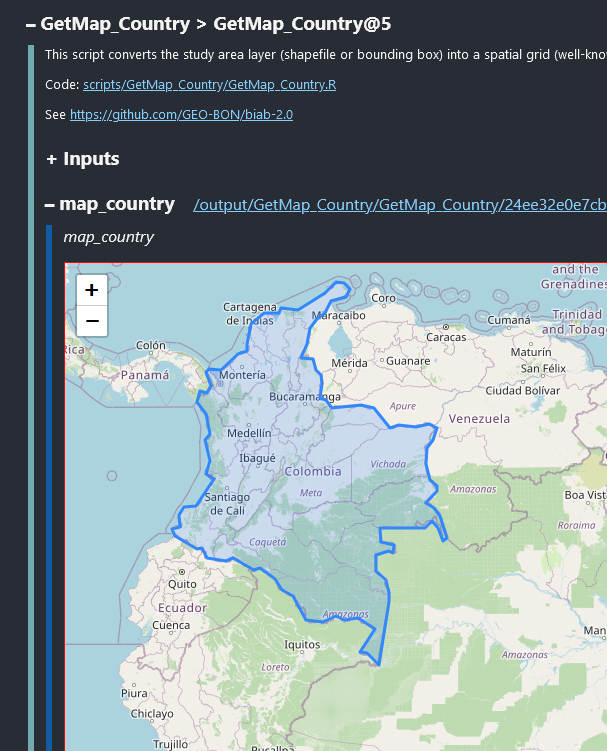 – GetMap_Country > GetMap_Country@5
This script converts the study area layer (shapefile or bounding box) into a spatial grid (well-know
Code: scripts/GetMap_Country/GetMap_Country.R
See https://github.com/GEO-BON/biab-2.0
+ Inputs
– map_country /output/GetMap_Country/GetMap_Country/24ee32e0e7cb
map_country
+
–
and the
Grenadines
Cartagena
de Indias
Coro
Maracaibo
Trinidad
and Tobago
Cumaná
Caracas
Colón
Rica
Panamá
Maturín
Mérida
Guanare
San Félix
Montería
Ciudad Bolívar
Bucaramanga
Apure
Venezuela
Medellín
Ibagué
Colombia
Vichada
Meta
Amazonas
Boa Vista
Santiago
de Cali
Roraima
Caquetá
Quito
Ecuador
Amazonas
Cuenca
Iquitos
Man
Loreto
Amazonas
Piura
Chiclayo
Trujillo
Pucallpa